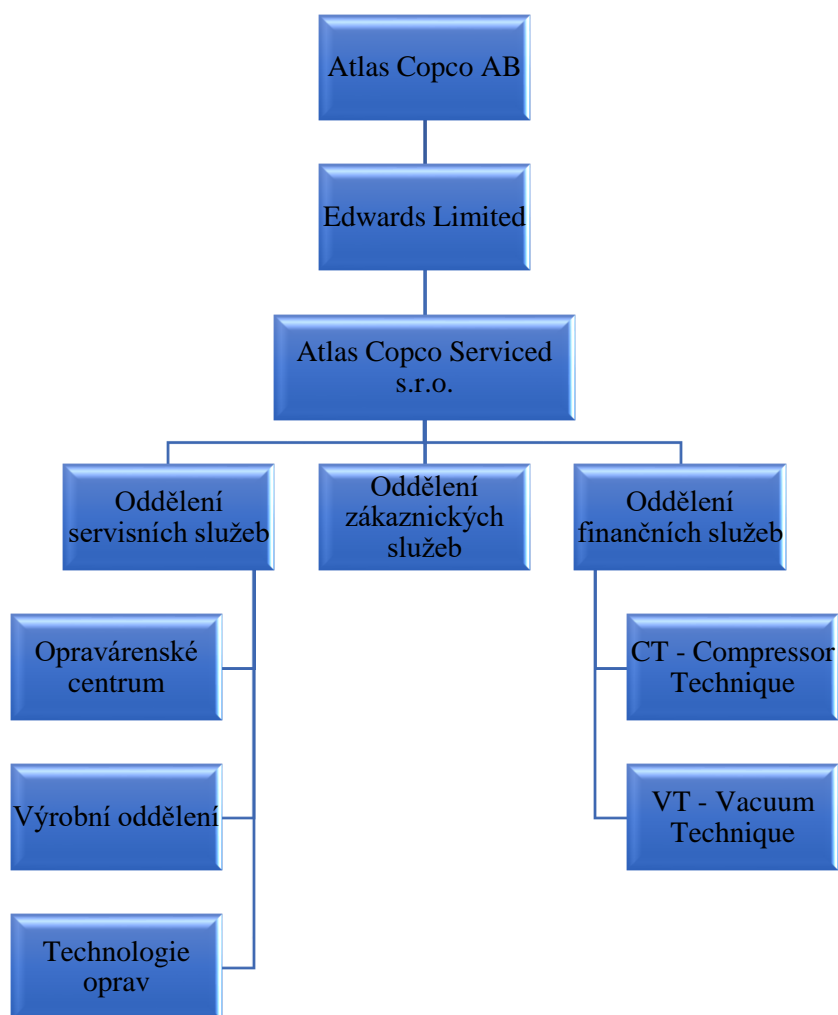 Atlas Copco AB
Edwards Limited
Atlas Copco Serviced
s.r.o.
Oddělení
servisních služeb
Oddělení
zákaznických
služeb
Oddělení
finančních služeb
Opravárenské
centrum
CT - Compressor
Technique
Výrobní oddělení
VT - Vacuum
Technique
Technologie
oprav